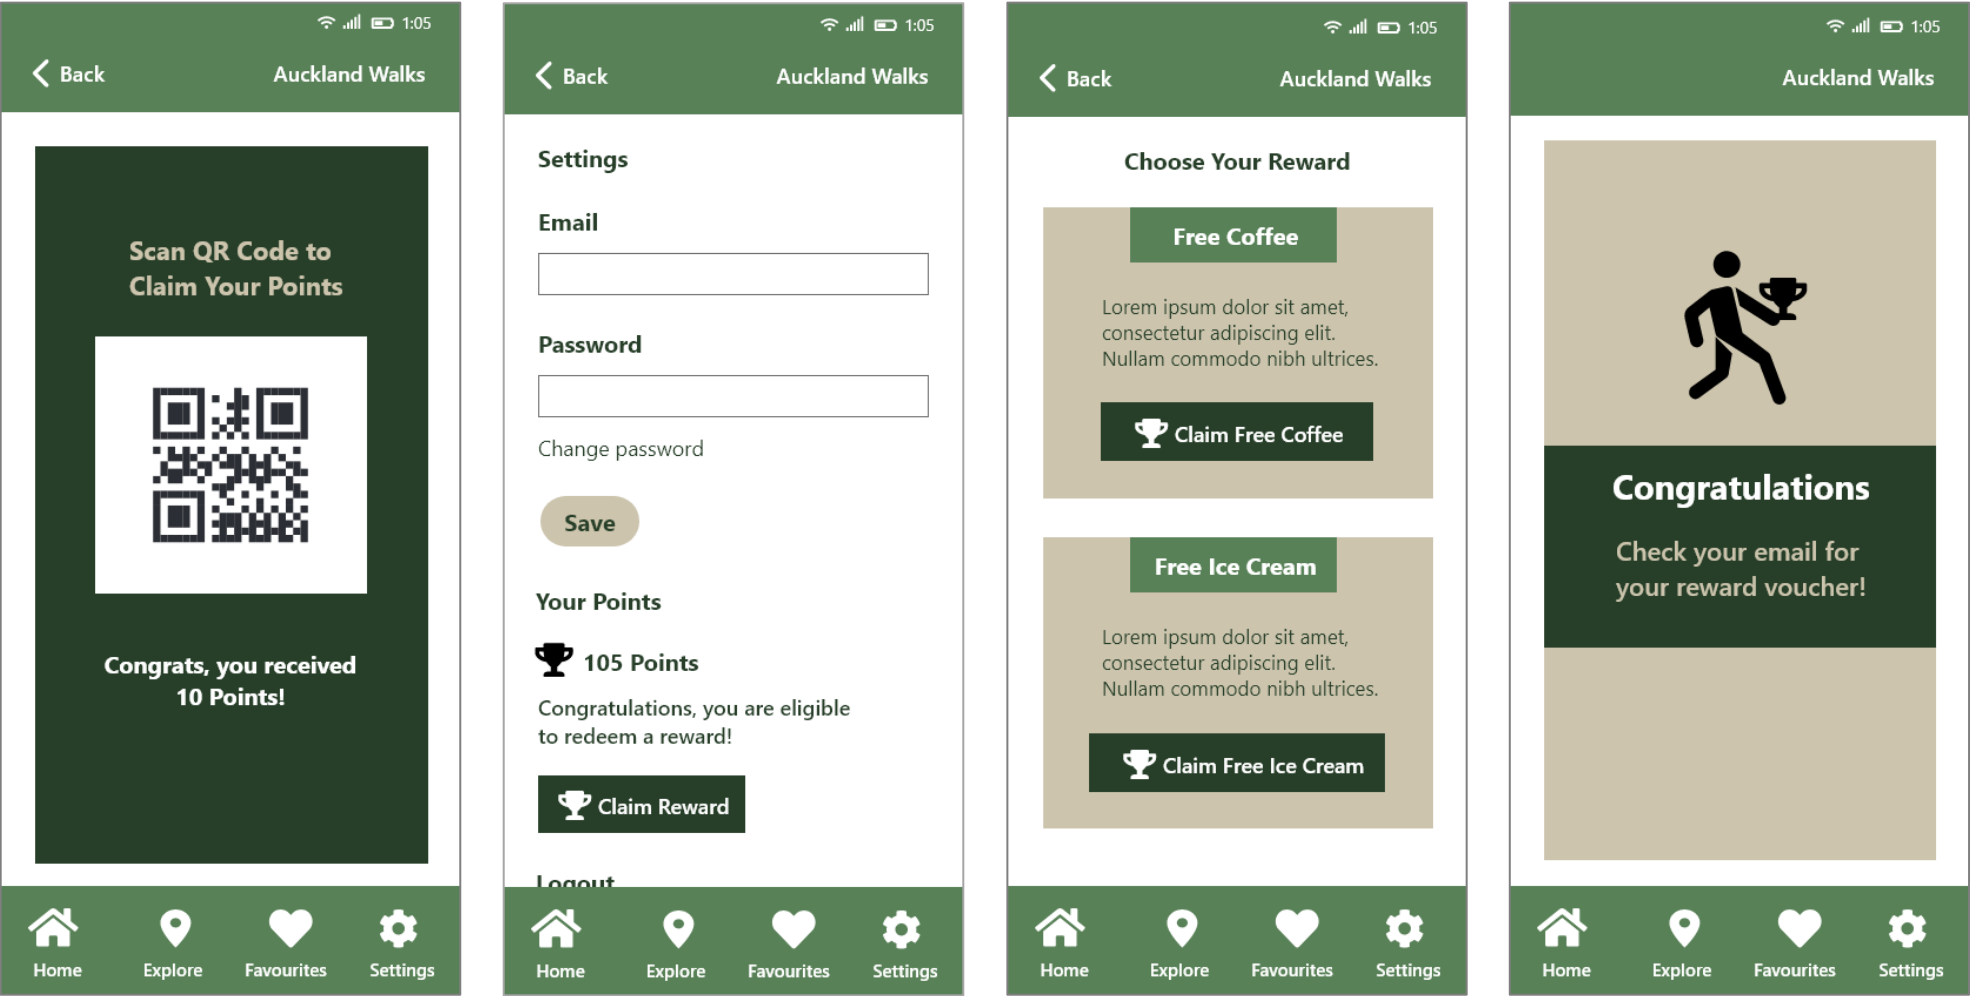 1:05
Back
Auckland Walks
Scan QR Code to
Claim Your Points
Congrats, you received
10 Points!
Home
Explore
Favourites
Settings
1:05
Back
Auckland Walks
Settings
Email
Password
Change password
Save
Your Points
105 Points
Congratulations, you are eligible
to redeem a reward!
Claim Reward
Logout
Home
Explore
Favourites
Settings
1:05
Back
Auckland Walks
Choose Your Reward
Free Coffee
Lorem ipsum dolor sit amet,
consectetur adipiscing elit.
Nullam commodo nibh ultrices.
Claim Free Coffee
Free Ice Cream
Lorem ipsum dolor sit amet,
consectetur adipiscing elit.
Nullam commodo nibh ultrices.
Claim Free Ice Cream
Home
Explore
Favourites
Settings
1:05
Auckland Walks
Congratulations
Check your email for
your reward voucher!
Home
Explore
Favourites
Settings